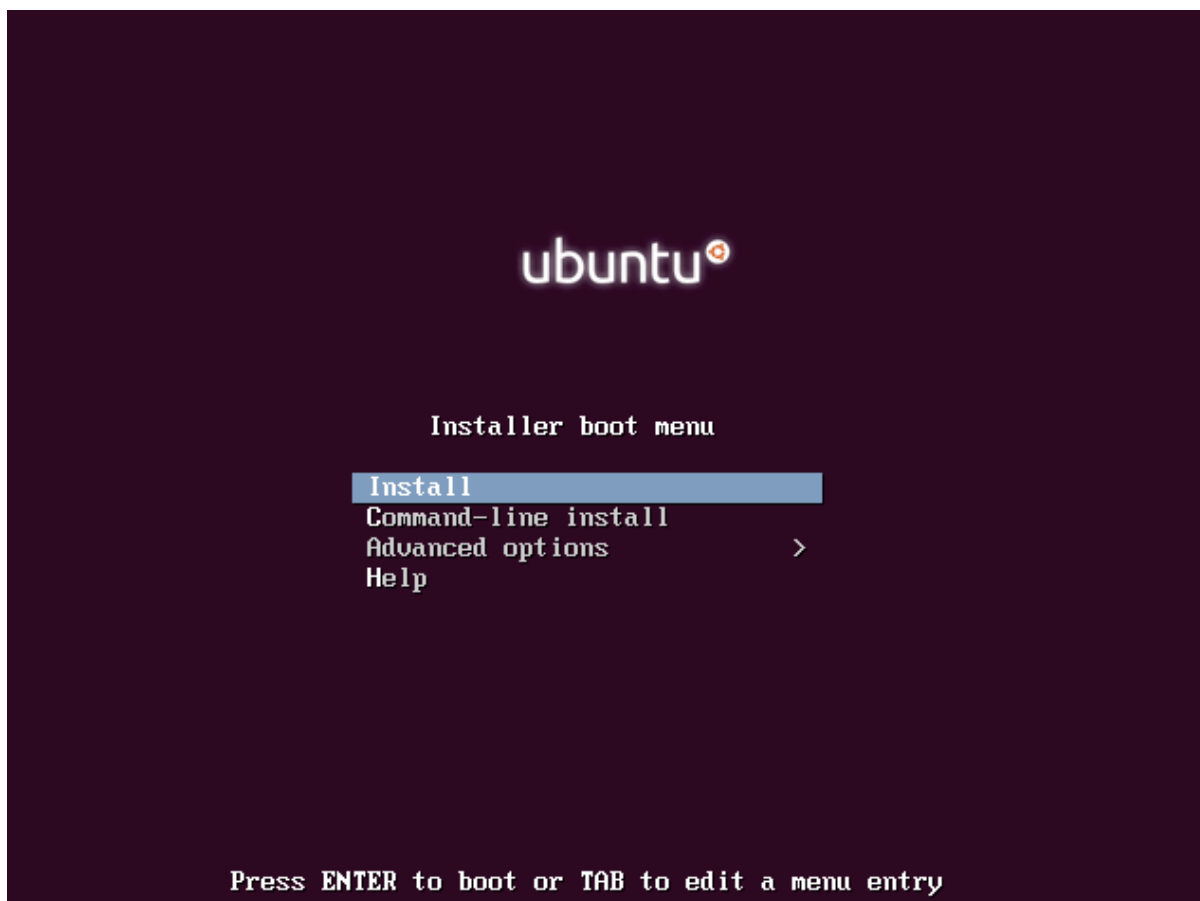 ubuntu
Installer boot menu
Install
Command-line install
Advanced options >
Help
Press ENTER to boot or TAB to edit a menu entry